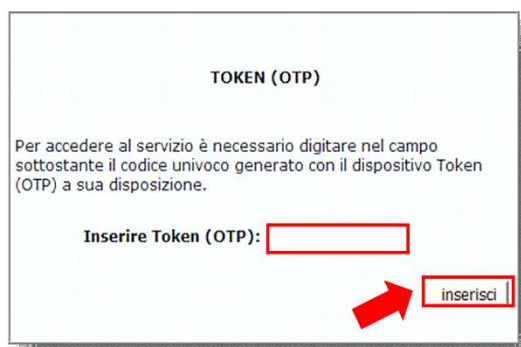 TOKEN (OTP)
Per accedere al servizio è necessario digitare nel campo
sottostante il codice univoco generato con il dispositivo Token
(OTP) a sua disposizione.
Inserire Token (OTP):
inserisci